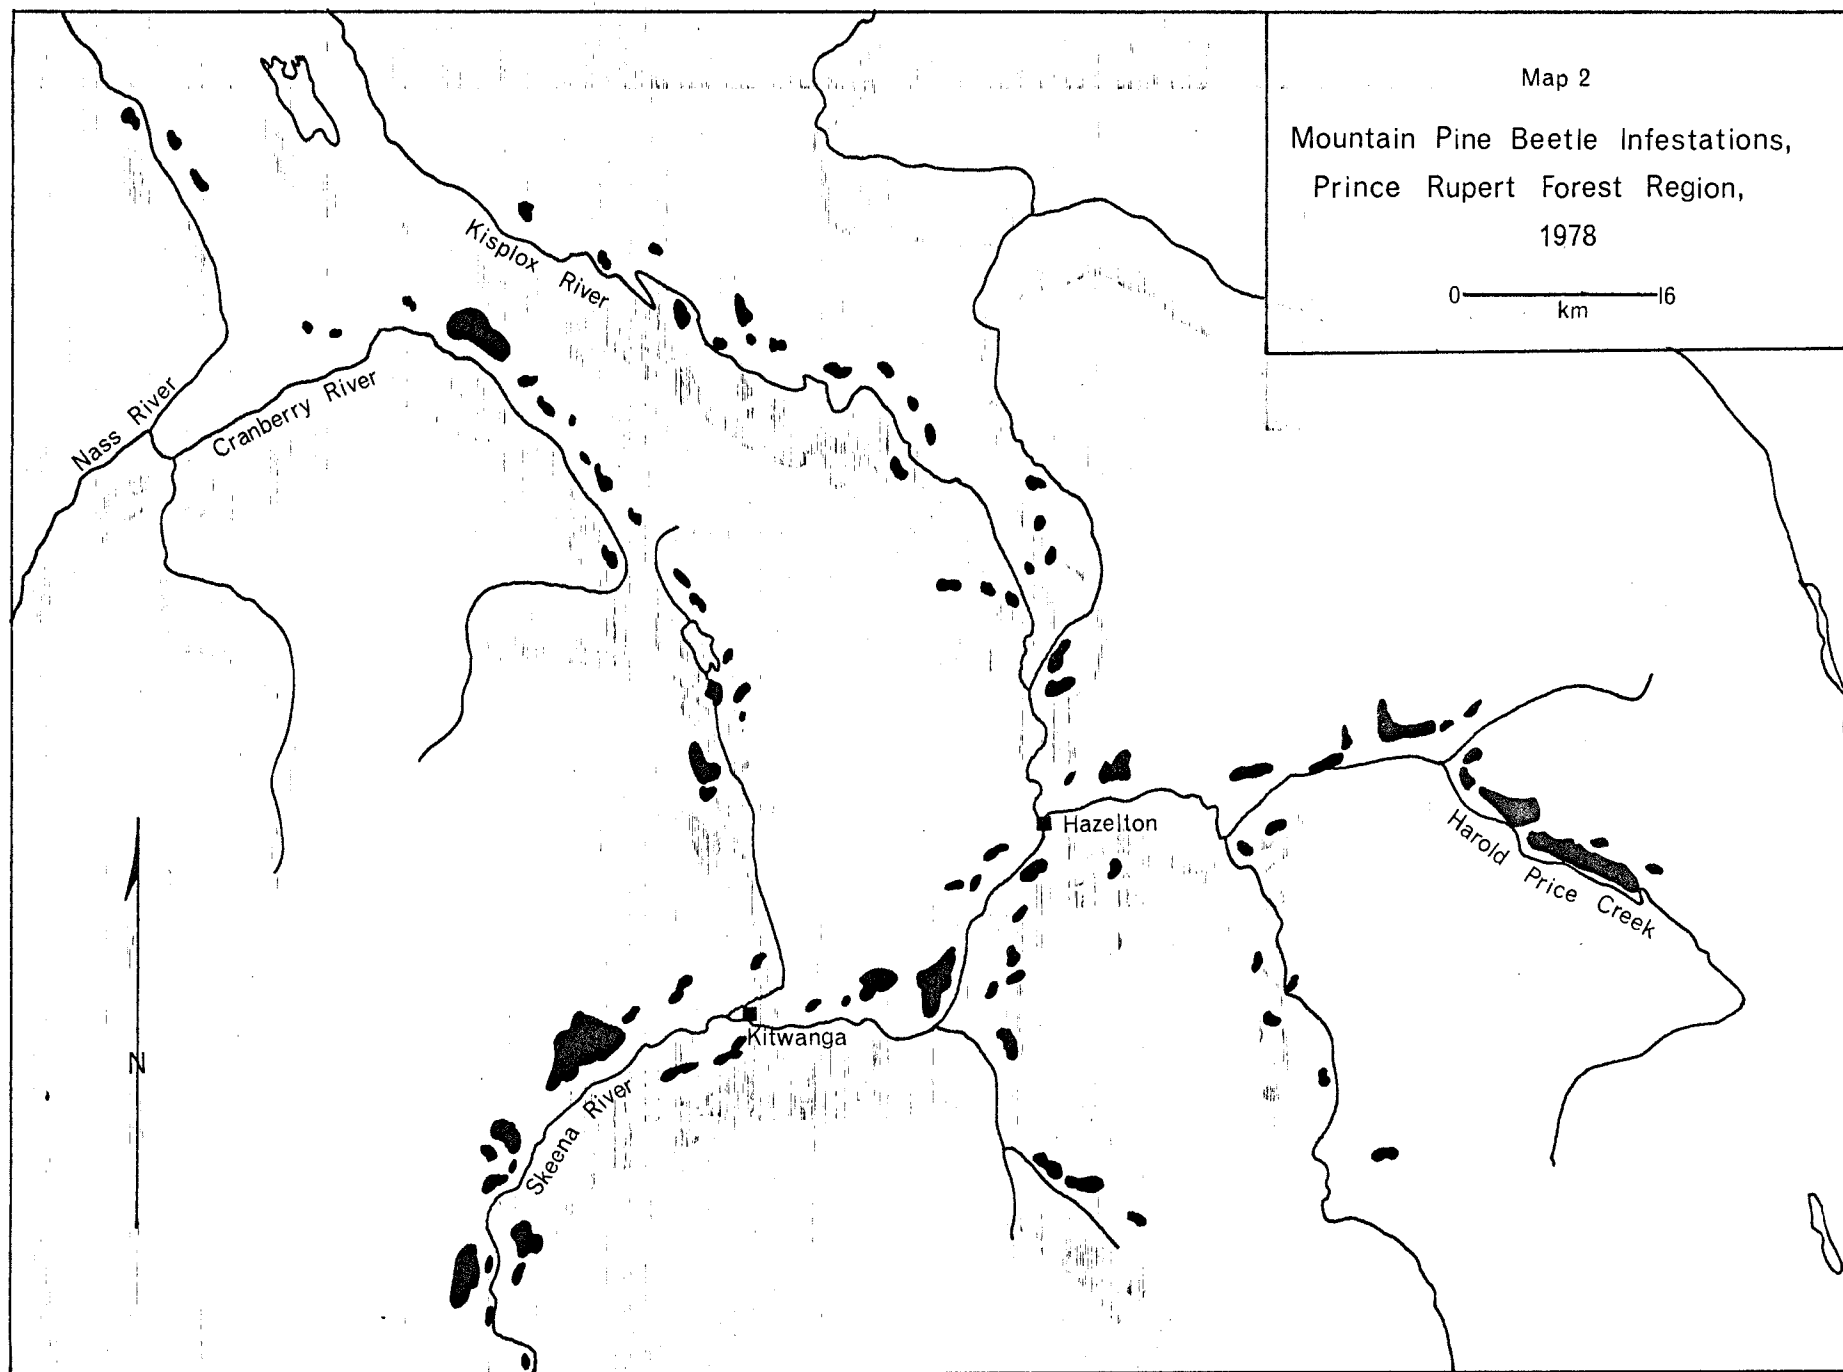 Map 2
Mountain Pine Beetle Infestations,
Prince Rupert Forest Region,
1978
0 16
km
Kisplox River
Nass River
Cranberry River
Hazelton
Harold Price Creek
Kitwanga
N
Skeena River